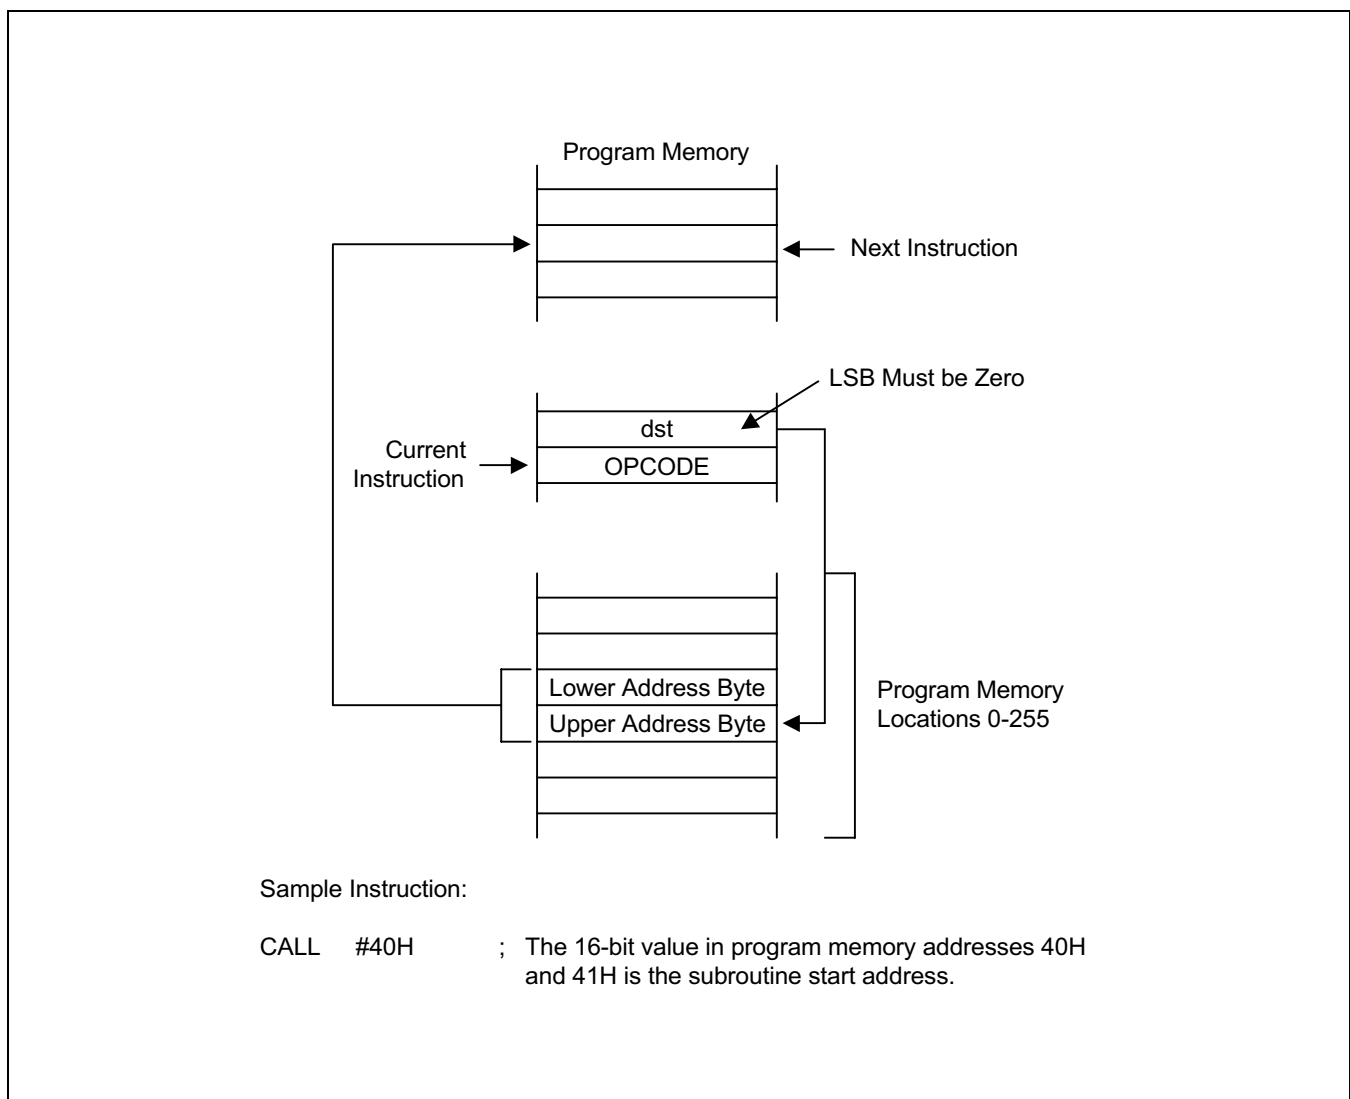 Program Memory
Next Instruction
LSB Must be Zero
dst
Current
Instruction
OPCODE
Lower Address Byte
Upper Address Byte
Program Memory
Locations 0-255
Sample Instruction:
CALL #40H ; The 16-bit value in program memory addresses 40H
and 41H is the subroutine start address.